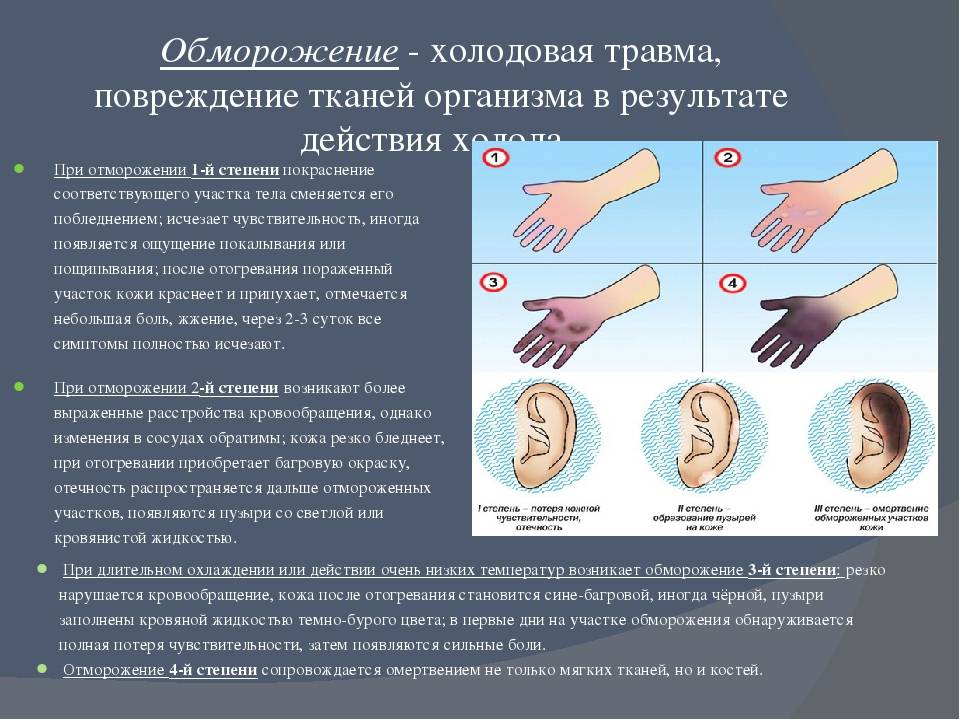 Обморожение - холодовая травма,
повреждение тканей организма в результате
действия холода
При отморожении 1-й степени покраснение
соответствующего участка тела сменяется его
побледнением; исчезает чувствительность, иногда
появляется ощущение покалывания или
пощипывания; после отогревания пораженный
участок кожи краснеет и припухает, отмечается
небольшая боль, жжение, через 2-3 суток все
симптомы полностью исчезают.
При отморожении 2-й степени возникают более
выраженные расстройства кровообращения, однако
изменения в сосудах обратимы; кожа резко бледнеет,
при отогревании приобретает багровую окраску,
отечность распространяется дальше отмороженных
участков, появляются пузыри со светлой или
кровянистой жидкостью.
1
2
3
4
I степень – потеря кожной
чувствительности,
отечность
II степень –
образование пузырей
на коже
III степень – омертвение
обмороженных участков
кожи
При длительном охлаждении или действии очень низких температур возникает обморожение 3-й степени: резко
нарушается кровообращение, кожа после отогревания становится сине-багровой, иногда чёрной, пузыри
заполнены кровяной жидкостью темно-бурого цвета; в первые дни на участке обморожения обнаруживается
полная потеря чувствительности, затем появляются сильные боли.
Отморожение 4-й степени сопровождается омертвением не только мягких тканей, но и костей.